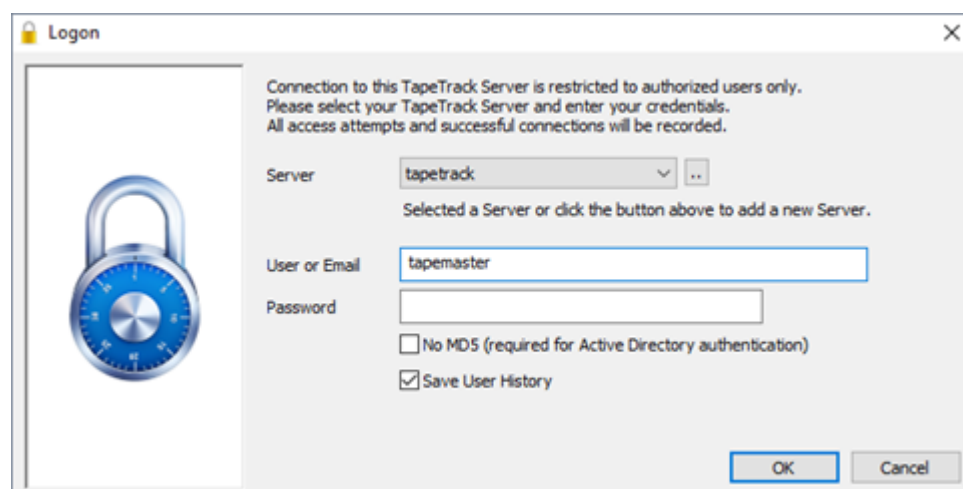 Logon
Connection to this TapeTrack Server is restricted to authorized users only.
Please select your TapeTrack Server and enter your credentials.
All access attempts and successful connections will be recorded.
Server tapetrack ..
Selected a Server or click the button above to add a new Server.
User or Email tapemaster
Password
No MD5 (required for Active Directory authentication)
Save User History
OK Cancel